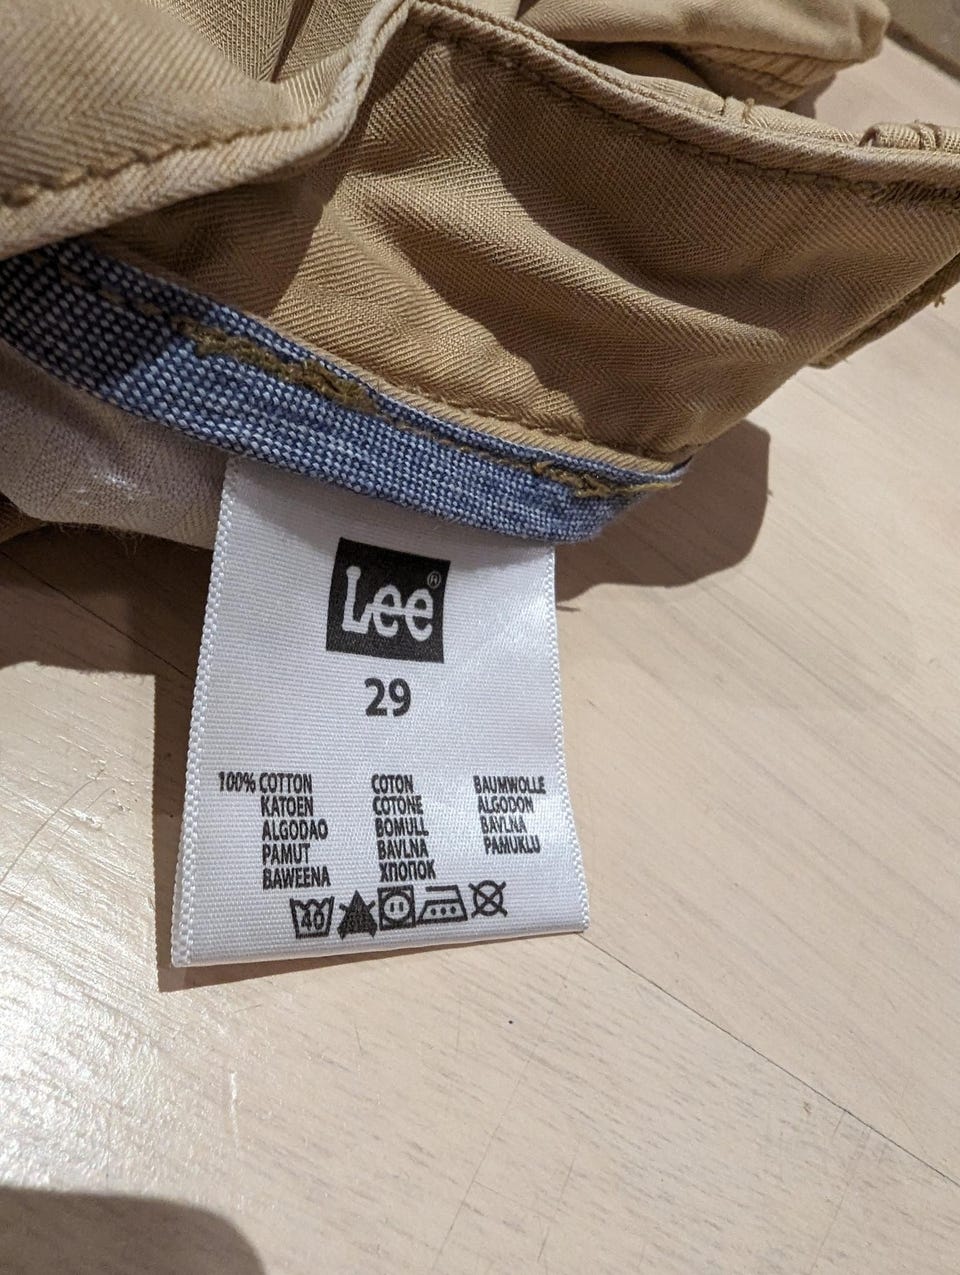 Lee®
29
100% COTTON COTON BAUMWOLLE
KATOEN COTONE ALGODON
ALGODAO BOMULL BAVLNA
PAMUT BAVLNA PAMUKLU
BAWEENA ХЛОПОК
40